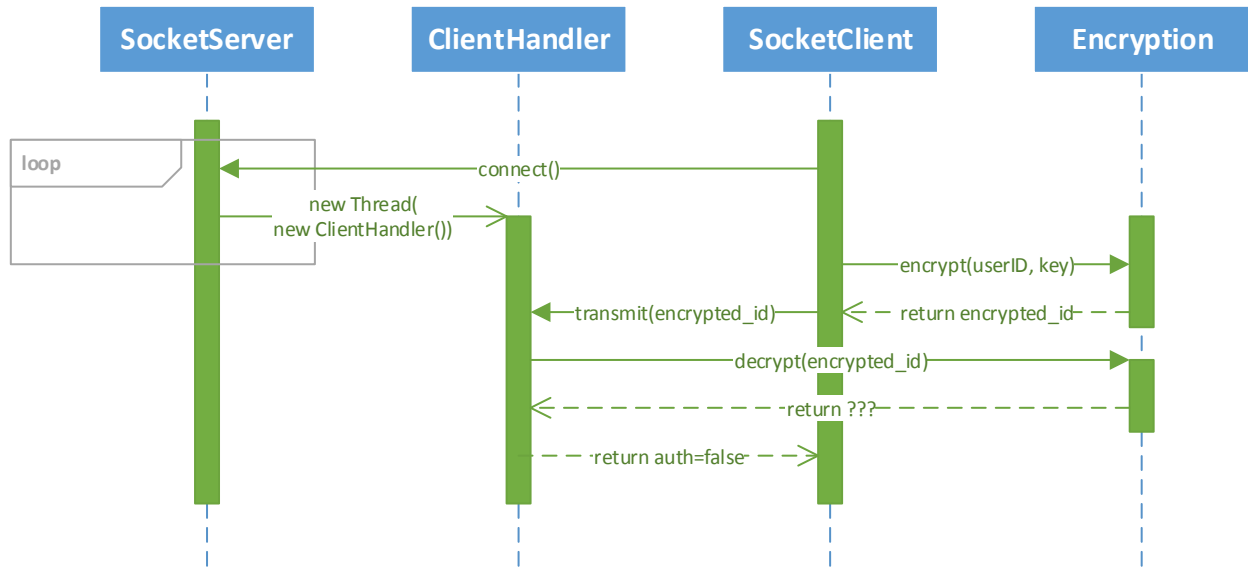 SocketServer
ClientHandler
SocketClient
Encryption
loop
connect()
new Thread(
new ClientHandler())
encrypt(userID, key)
transmit(encrypted_id)
return encrypted_id
decrypt(encrypted_id)
return ???
return auth=false